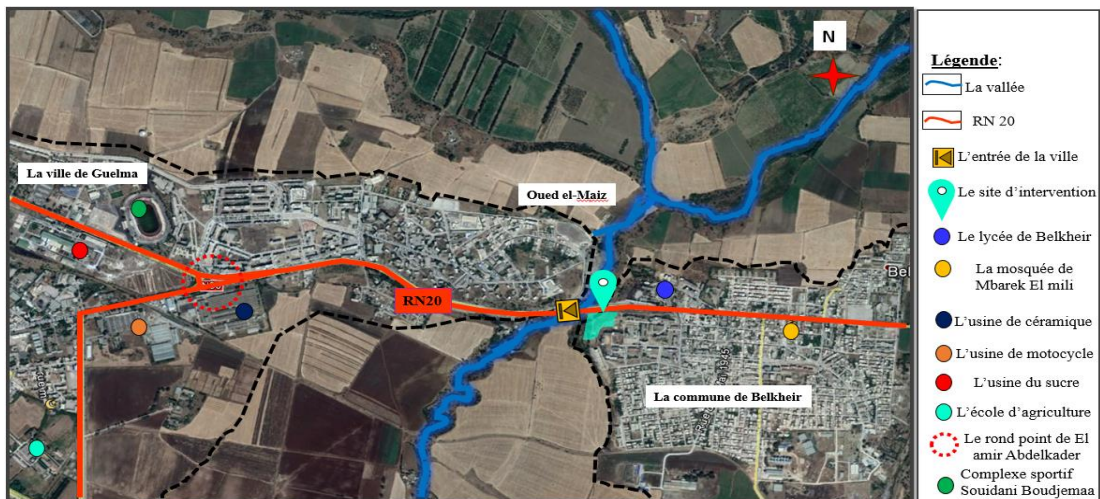 N
La ville de Guelma
Oued el-Maiz
Bel
RN20
La commune de Belkheir
Légende:
La vallée
RN 20
L'entrée de la ville
Le site d'intervention
Le lycée de Belkheir
La mosquée de
Mbarek El mili
L'usine de céramique
L'usine de motocycle
L'usine du sucre
L'école d'agriculture
Le rond point de El
amir Abdelkader
Complexe sportif
Souidani Boudjemaa